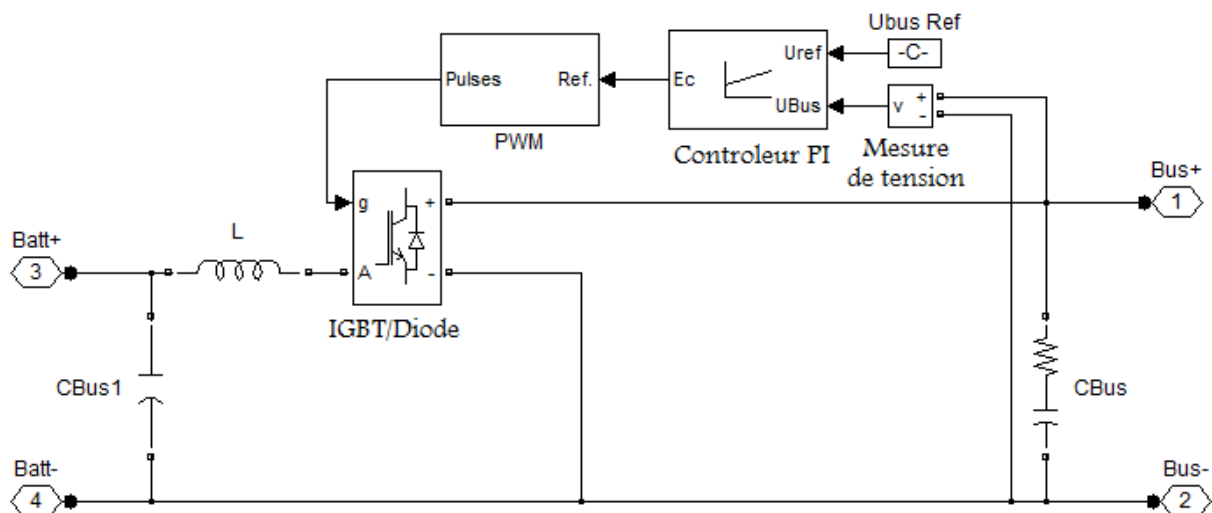 Ubus Ref
-C-
Pulses
Ref.
PWM
Ec
Uref
UBus
Controleur PI
v
+
-
Mesure
de tension
Bus+
1
g
+
A
-
IGBT/Diode
L
Batt+
3
CBus1
CBus
Batt-
4
Bus-
2